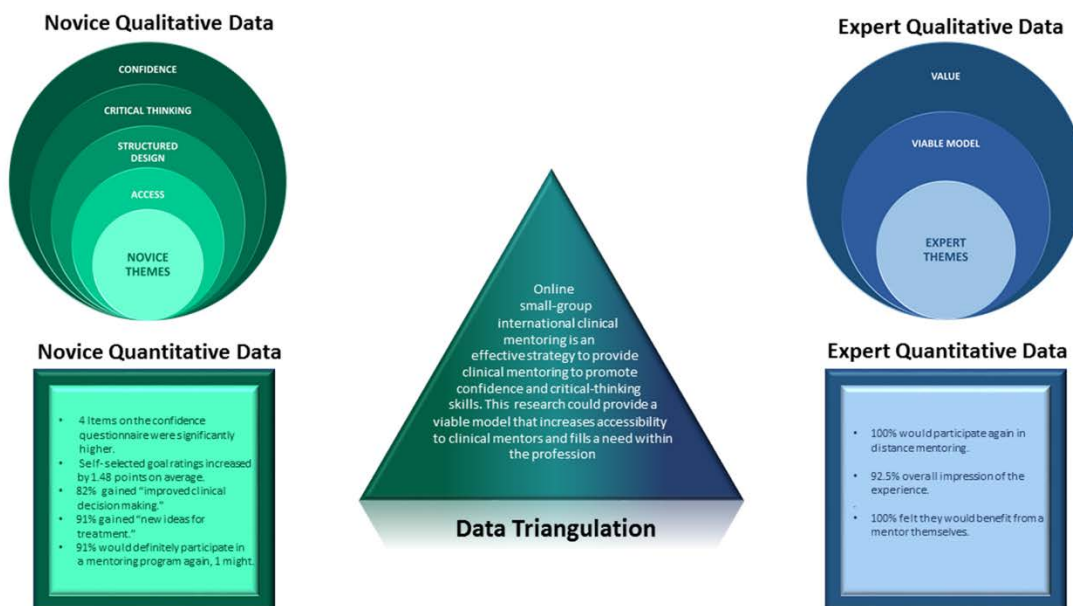 Novice Qualitative Data
CONFIDENCE
CRITICAL THINKING
STRUCTURED
DESIGN
ACCESS
NOVICE
THEMES
Novice Quantitative Data
• 4 Items on the confidence
questionnaire were significantly
higher.
• Self- selected goal ratings increased
by 1.48 points on average.
• 82% gained “improved clinical
decision making.”
• 91% gained “new ideas for
treatment.”
• 91% would definitely participate in
a mentoring program again, 1 might.
Online
small-group
international clinical
mentoring is an
effective strategy to provide
clinical mentoring to promote
confidence and critical-thinking
skills. This research could provide a
viable model that increases accessibility
to clinical mentors and fills a need within
the profession
Data Triangulation
Expert Qualitative Data
VALUE
VIABLE MODEL
EXPERT
THEMES
Expert Quantitative Data
• 100% would participate again in
distance mentoring.
• 92.5% overall impression of the
experience.
.
• 100% felt they would benefit from a
mentor themselves.